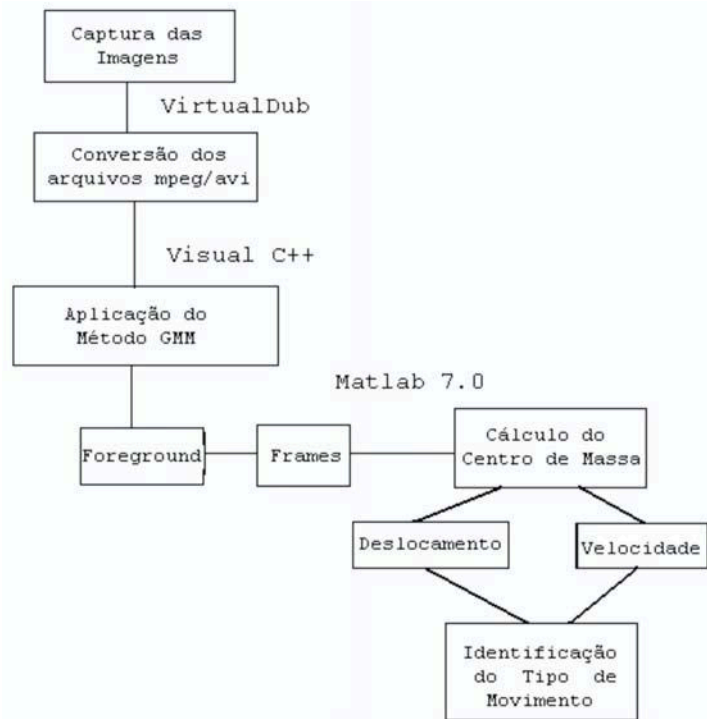 Captura das
Imagens
VirtualDub
Conversão dos
arquivos mpeg/avi
Visual C++
Aplicação do
Método GMM
Matlab 7.0
Foreground
Frames
Cálculo do
Centro de Massa
Deslocamento
Velocidade
Identificação
do Tipo de
Movimento